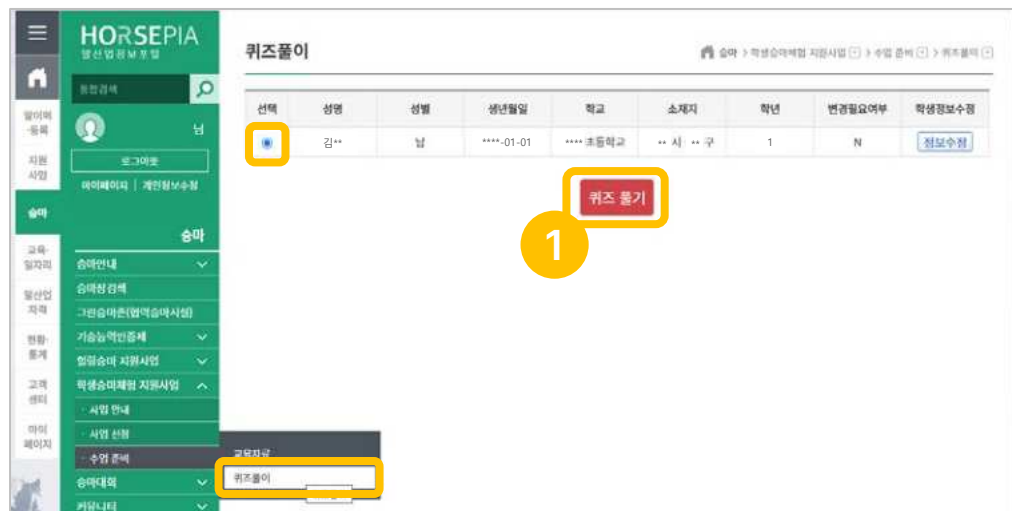 HORSEPIA
말산업정보포털
통합검색
님
로그아웃
마이페이지 | 개인정보수정
말이력
·등록
지원
사업
승마
교육·
일자리
말산업
자격
현황·
통계
고객
센터
마이
페이지
승마
승마안내
승마장검색
그린승마존(협력승마시설)
기승능력인증제
힐링승마 지원사업
학생승마체험 지원사업
· 사업 안내
· 사업 신청
· 수업 준비
승마대회
커뮤니티
교육자료
퀴즈풀이
퀴즈풀이
승마 > 학생승마체험 지원사업 > 수업 준비 > 퀴즈풀이
선택 성명 성별 생년월일 학교 소재지 학년 변경필요여부 학생정보수정
김** 남 ****-01-01 **** 초등학교 ** 시 ** 구 1 N 정보수정
퀴즈 풀기
1